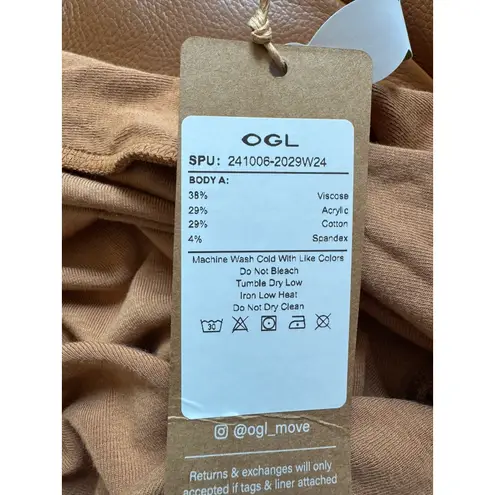 OGL
SPU: 241006-2029W24
BODY A:
38% Viscose
29% Acrylic
29% Cotton
4% Spandex
Machine Wash Cold With Like Colors
Do Not Bleach
Tumble Dry Low
Iron Low Heat
Do Not Dry Clean
30
@ogl_move
Returns & exchanges will only
accepted if tags & liner attached